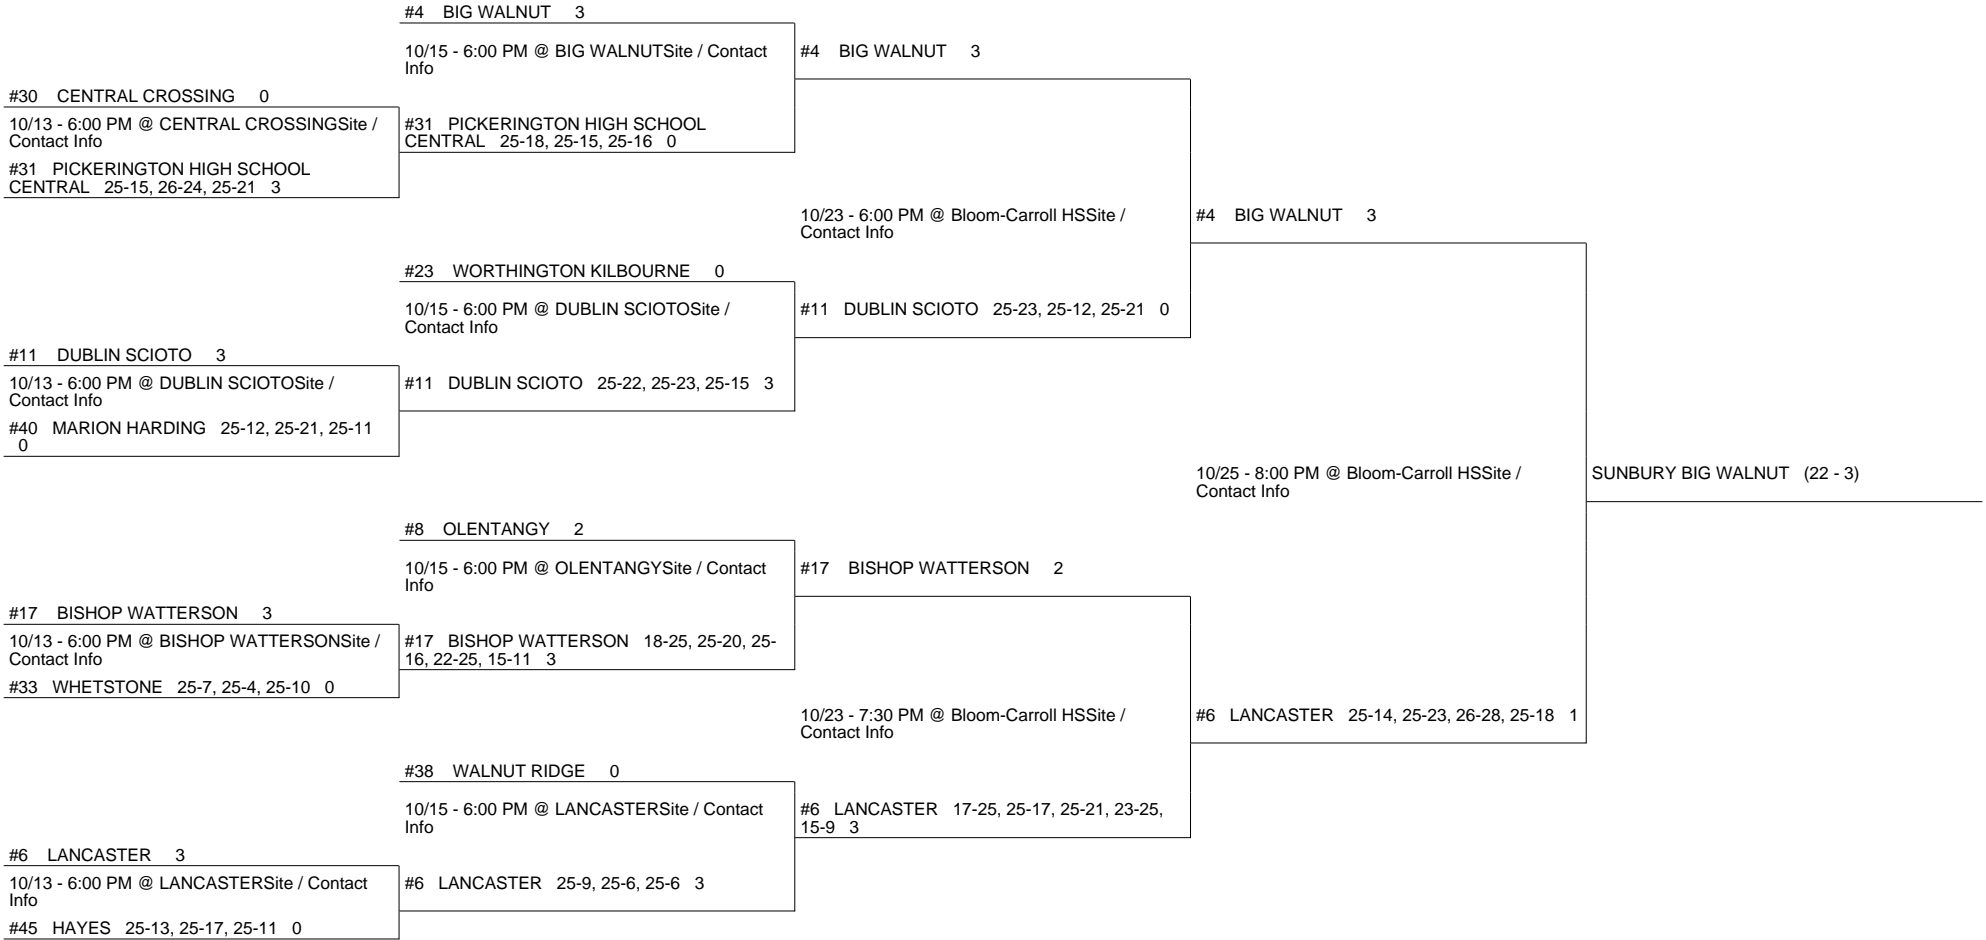 #4 BIG WALNUT 3
10/15 - 6:00 PM @ BIG WALNUTSite / Contact
Info
#4 BIG WALNUT 3
#30 CENTRAL CROSSING 0
10/13 - 6:00 PM @ CENTRAL CROSSINGSite /
Contact Info
#31 PICKERINGTON HIGH SCHOOL
CENTRAL 25-18, 25-15, 25-16 0
#31 PICKERINGTON HIGH SCHOOL
CENTRAL 25-15, 26-24, 25-21 3
10/23 - 6:00 PM @ Bloom-Carroll HSSite /
Contact Info
#4 BIG WALNUT 3
#23 WORTHINGTON KILBOURNE 0
10/15 - 6:00 PM @ DUBLIN SCIOTOSite /
Contact Info
#11 DUBLIN SCIOTO 25-23, 25-12, 25-21 0
#11 DUBLIN SCIOTO 3
10/13 - 6:00 PM @ DUBLIN SCIOTOSite /
Contact Info
#11 DUBLIN SCIOTO 25-22, 25-23, 25-15 3
#40 MARION HARDING 25-12, 25-21, 25-11
0
10/25 - 8:00 PM @ Bloom-Carroll HSSite /
Contact Info
SUNBURY BIG WALNUT (22 - 3)
#8 OLENTANGY 2
10/15 - 6:00 PM @ OLENTANGYSite / Contact
Info
#17 BISHOP WATTERSON 2
#17 BISHOP WATTERSON 3
10/13 - 6:00 PM @ BISHOP WATTERSONSite /
Contact Info
#17 BISHOP WATTERSON 18-25, 25-20, 25-
16, 22-25, 15-11 3
#33 WHETSTONE 25-7, 25-4, 25-10 0
10/23 - 7:30 PM @ Bloom-Carroll HSSite /
Contact Info
#6 LANCASTER 25-14, 25-23, 26-28, 25-18 1
#38 WALNUT RIDGE 0
10/15 - 6:00 PM @ LANCASTERSite / Contact
Info
#6 LANCASTER 17-25, 25-17, 25-21, 23-25,
15-9 3
#6 LANCASTER 3
10/13 - 6:00 PM @ LANCASTERSite / Contact
Info
#6 LANCASTER 25-9, 25-6, 25-6 3
#45 HAYES 25-13, 25-17, 25-11 0